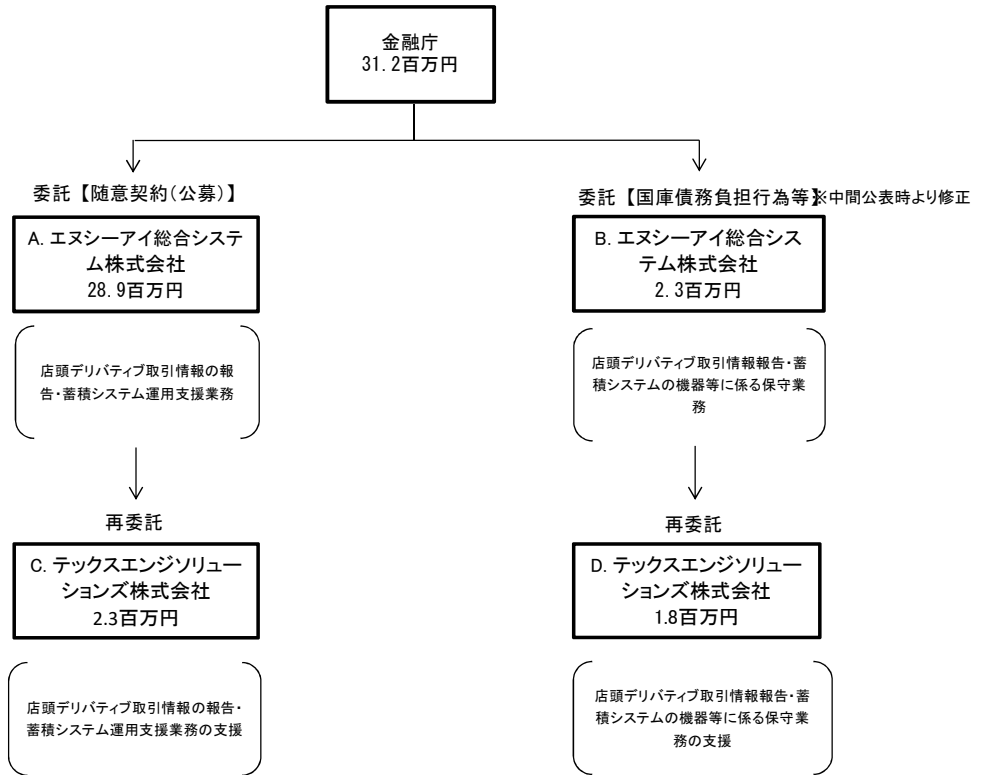 金融庁
31.2百万円
委託【随意契約(公募)】
A. エヌシーアイ総合システ
ム株式会社
28.9百万円
店頭デリバティブ取引情報の報
告・蓄積システム運用支援業務
再委託
C. テックスエンジソリュー
ションズ株式会社
2.3百万円
店頭デリバティブ取引情報の報告・
蓄積システム運用支援業務の支援
委託【国庫債務負担行為等】※中間公表時より修正
B. エヌシーアイ総合シス
テム株式会社
2.3百万円
店頭デリバティブ取引情報報告・蓄
積システムの機器等に係る保守業
務
再委託
D. テックスエンジソリュー
ションズ株式会社
1.8百万円
店頭デリバティブ取引情報報告・蓄
積システムの機器等に係る保守業
務の支援